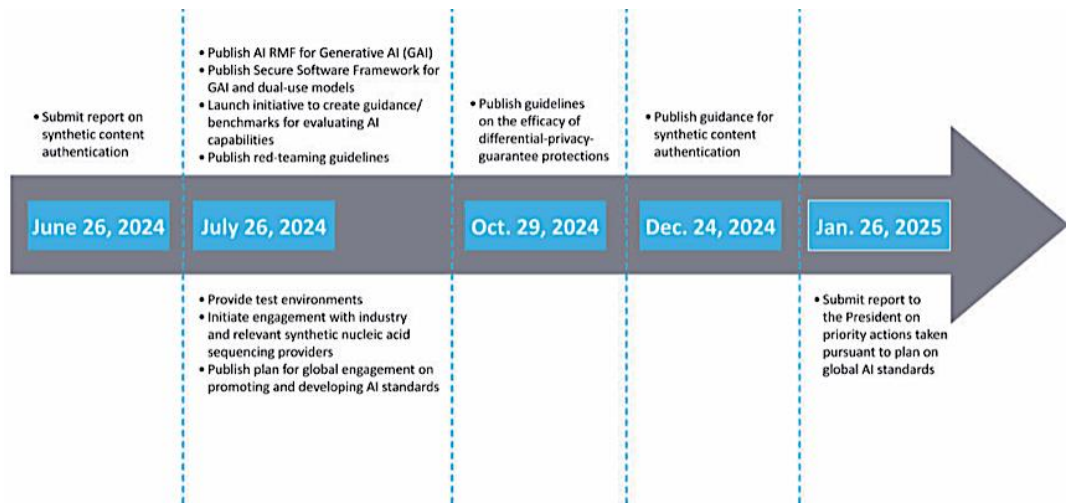 • Submit report on
synthetic content
authentication
• Publish AI RMF for Generative AI (GAI)
• Publish Secure Software Framework for
GAI and dual-use models
• Launch initiative to create guidance/
benchmarks for evaluating AI
capabilities
• Publish red-teaming guidelines
• Publish guidelines
on the efficacy of
differential-privacy-
guarantee protections
• Publish guidance for
synthetic content
authentication
June 26, 2024
July 26, 2024
Oct. 29, 2024
Dec. 24, 2024
Jan. 26, 2025
• Provide test environments
• Initiate engagement with industry
and relevant synthetic nucleic acid
sequencing providers
• Publish plan for global engagement on
promoting and developing AI standards
• Submit report to
the President on
priority actions taken
pursuant to plan on
global AI standards